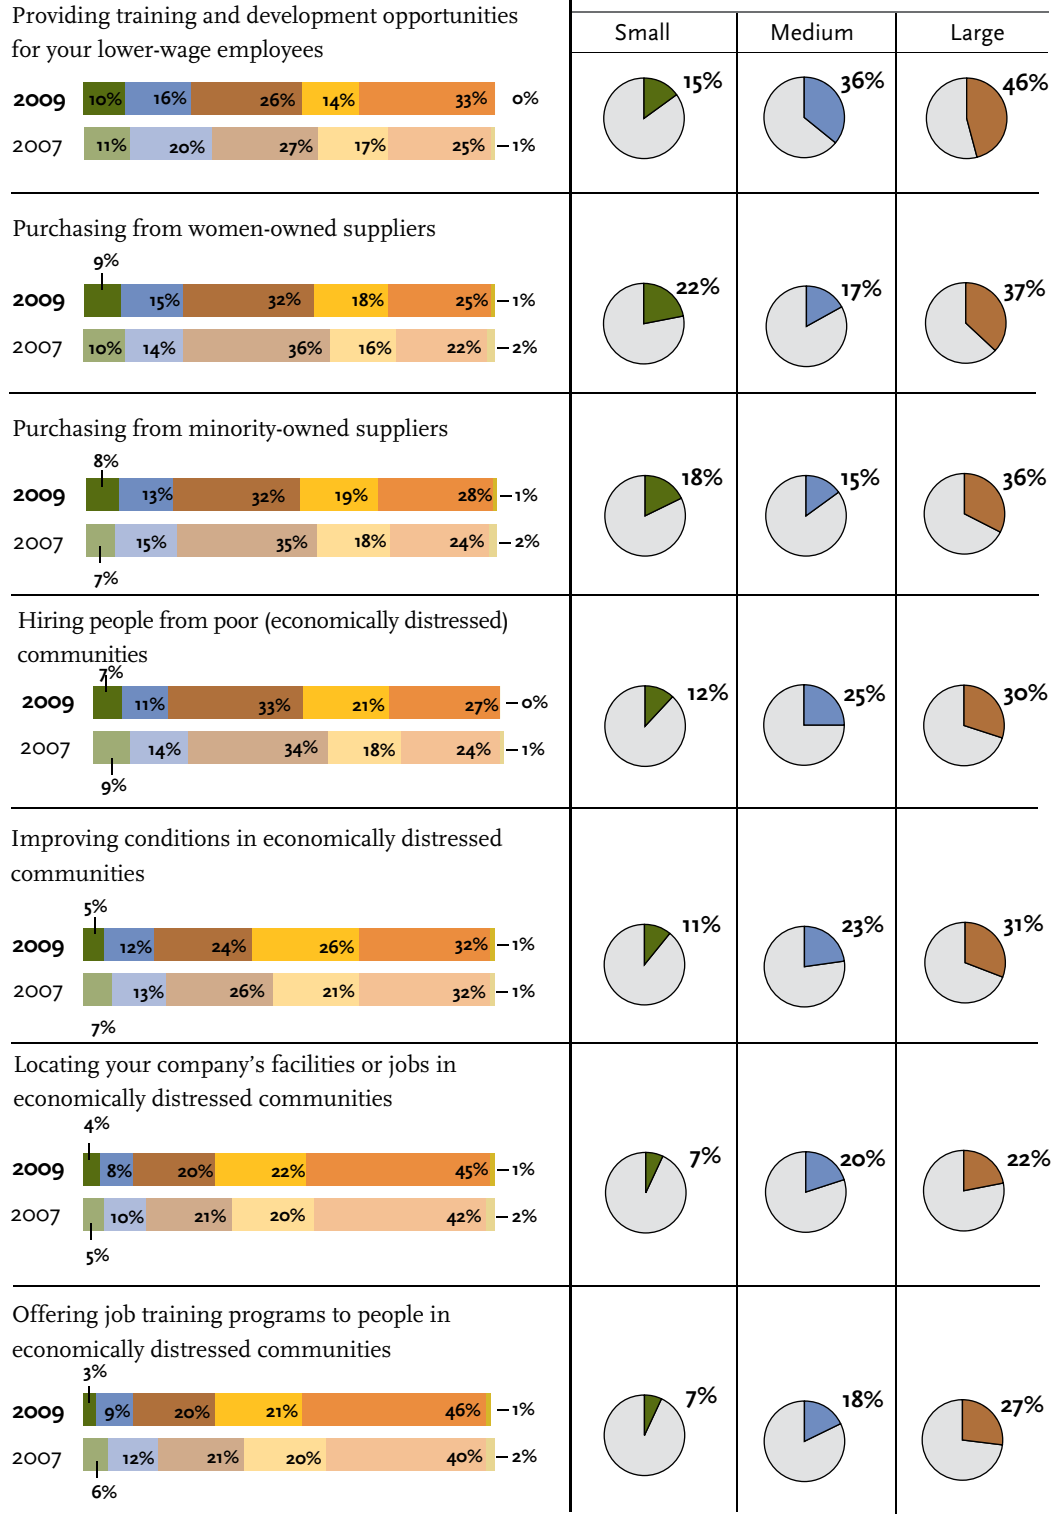 Providing training and development opportunities
for your lower-wage employees
Small Medium Large
2009 10% 16% 26% 14% 33% 0%
2007 11% 20% 27% 17% 25% 1%
15% 36% 46%
Purchasing from women-owned suppliers
9%
2009 15% 32% 18% 25% 1%
2007 10% 14% 36% 16% 22% 2%
22% 17% 37%
Purchasing from minority-owned suppliers
8%
2009 13% 32% 19% 28% 1%
2007 15% 35% 18% 24% 2%
7%
18% 15% 36%
Hiring people from poor (economically distressed)
communities
7%
2009 11% 33% 21% 27% 0%
2007 14% 34% 18% 24% 1%
9%
12% 25% 30%
Improving conditions in economically distressed
communities
5%
2009 12% 24% 26% 32% 1%
2007 13% 26% 21% 32% 1%
7%
11% 23% 31%
Locating your company's facilities or jobs in
economically distressed communities
4%
2009 8% 20% 22% 45% 1%
2007 10% 21% 20% 42% 2%
5%
7% 20% 22%
Offering job training programs to people in
economically distressed communities
3%
2009 9% 20% 21% 46% 1%
2007 12% 21% 20% 40% 2%
6%
7% 18% 27%